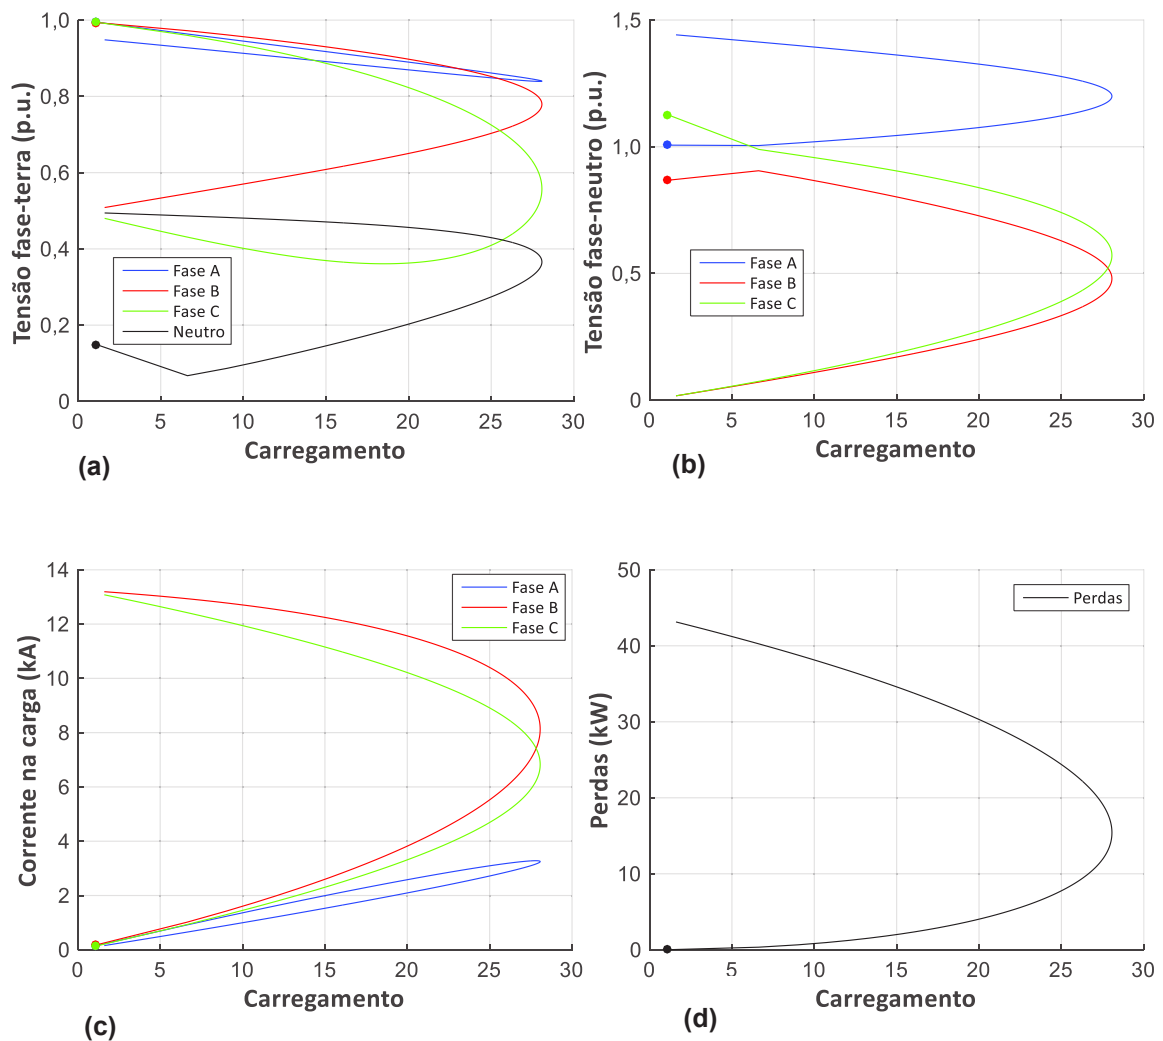 Tensão fase-terra (p.u.)
1,0
0,8
0,6
0,4
0,2
0
Fase A
Fase B
Fase C
Neutro
0 5 10 15 20 25 30
Carregamento
(a)
Tensão fase-neutro (p.u.)
1,5
1,0
0,5
0
Fase A
Fase B
Fase C
0 5 10 15 20 25 30
Carregamento
(b)
Corrente na carga (kA)
14
12
10
8
6
4
2
0
Fase A
Fase B
Fase C
0 5 10 15 20 25 30
Carregamento
(c)
Perdas (kW)
50
40
30
20
10
0
Perdas
0 5 10 15 20 25 30
Carregamento
(d)